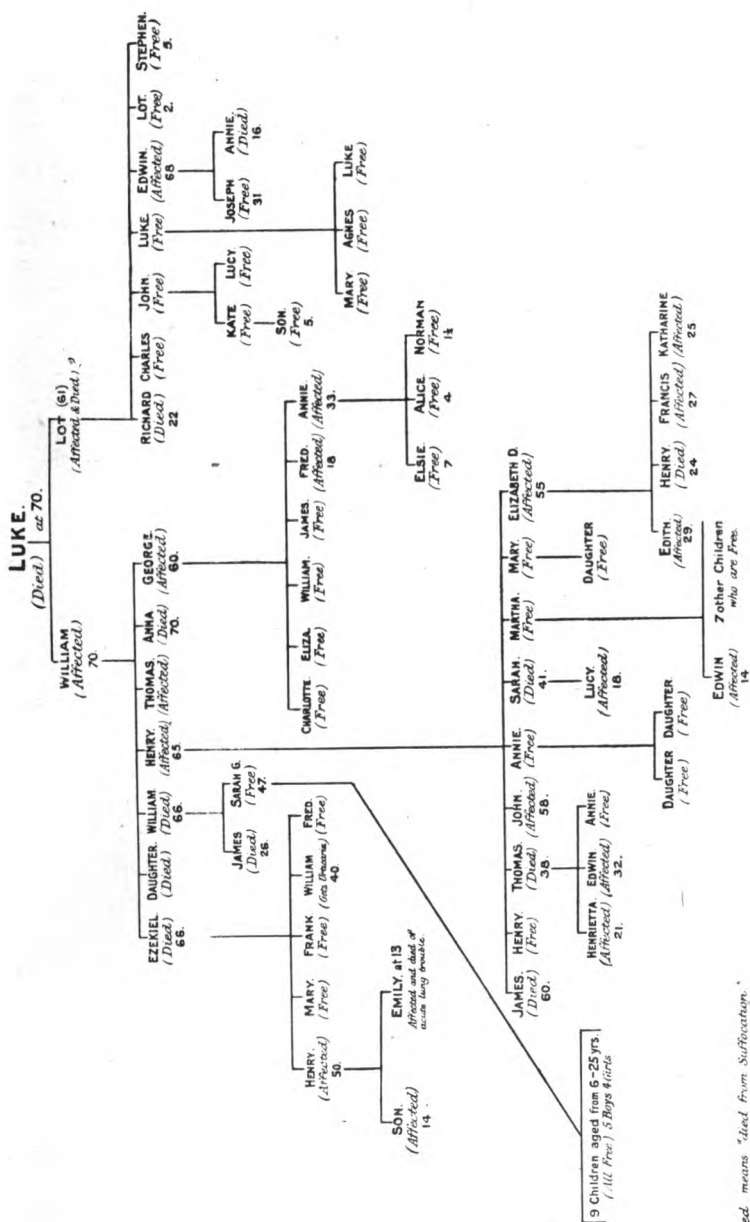 LUKE.
(Died) at 70.
WILLIAM
(Affected)
70.
LOT (61)
(Affected & Died) ?
EZEKIEL.
(Died)
66.
DAUGHTER.
(Died)
WILLIAM
(Died)
66.
HENRY.
(Affected)
65.
THOMAS.
(Affected)
ANNA
(Died)
70.
GEORGE.
(Affected)
60.
RICHARD
(Died)
22
CHARLES
(Free)
JOHN.
(Free)
LUKE.
(Free)
EDWIN.
(Affected)
68
LOT.
(Free)
2.
STEPHEN.
(Free)
5.
JAMES
(Died)
26.
SARAH G.
(Free)
47.
KATE
(Free)
LUCY.
(Free)
SON.
(Free)
5.
JOSEPH
(Free)
31
ANNIE.
(Died)
16.
MARY
(Free)
AGNES
(Free)
LUKE
(Free)
CHARLOTTE
(Free)
ELIZA.
(Free)
WILLIAM.
(Free)
JAMES.
(Free)
FRED.
(Affected)
18
ANNIE.
(Affected)
33.
ELSIE.
(Free)
7
ALICE.
(Free)
4.
NORMAN
(Free)
1½
HENRY.
(Affected)
50.
MARY.
(Free)
FRANK
(Free)
WILLIAM
40.
FRED.
(Free)
SON.
(Affected)
14.
EMILY. at 13
Affected and died of
acute lung trouble.
JAMES.
(Died)
60.
HENRY.
(Free)
THOMAS.
(Died)
38.
JOHN.
(Affected)
58.
ANNIE.
(Free)
SARAH.
(Died)
41.
MARTHA.
(Free)
MARY.
(Free)
ELIZABETH D.
(Affected)
55
HENRIETTA.
(Affected)
21.
EDWIN
(Affected)
32.
ANNIE.
(Free)
DAUGHTER
(Free)
DAUGHTER.
(Free)
LUCY.
(Affected)
18.
DAUGHTER
(Free)
EDITH.
(Affected)
29.
HENRY.
(Died)
24
FRANCIS
(Affected)
27
KATHARINE
(Affected)
25
EDWIN
(Affected)
14
7 other Children
who are Free.
9 Children aged from 6-25 yrs.
(All Free) 5 Boys 4 Girls
means "died from Suffocation."